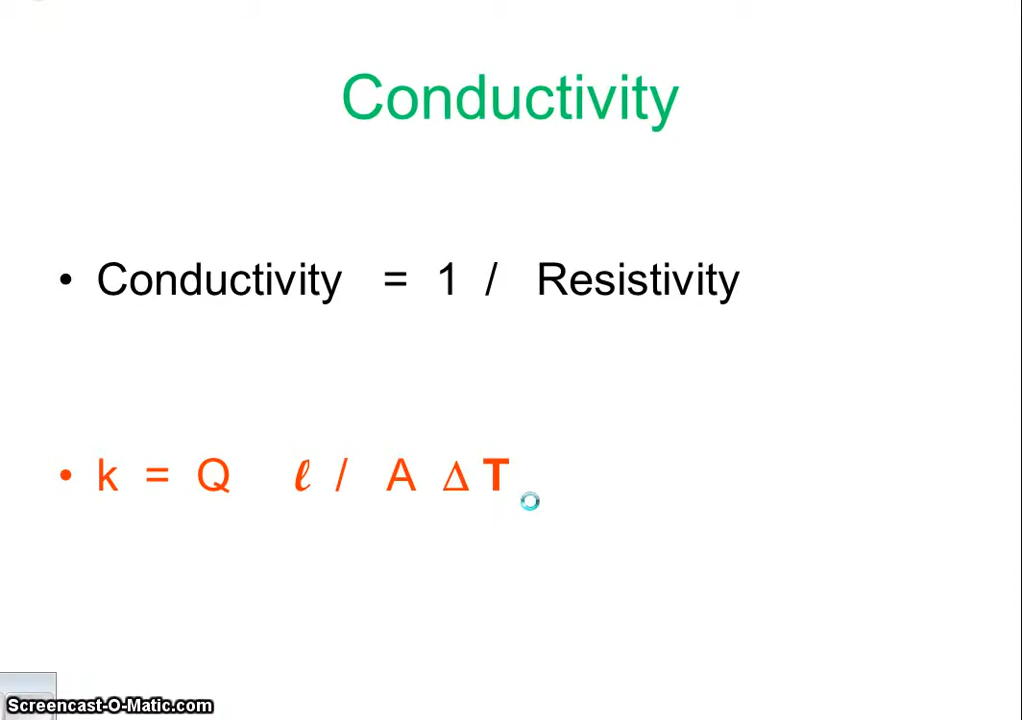 Conductivity
• Conductivity = 1 / Resistivity
• k = Q ℓ / A Δ T
Screencast-O-Matic.com